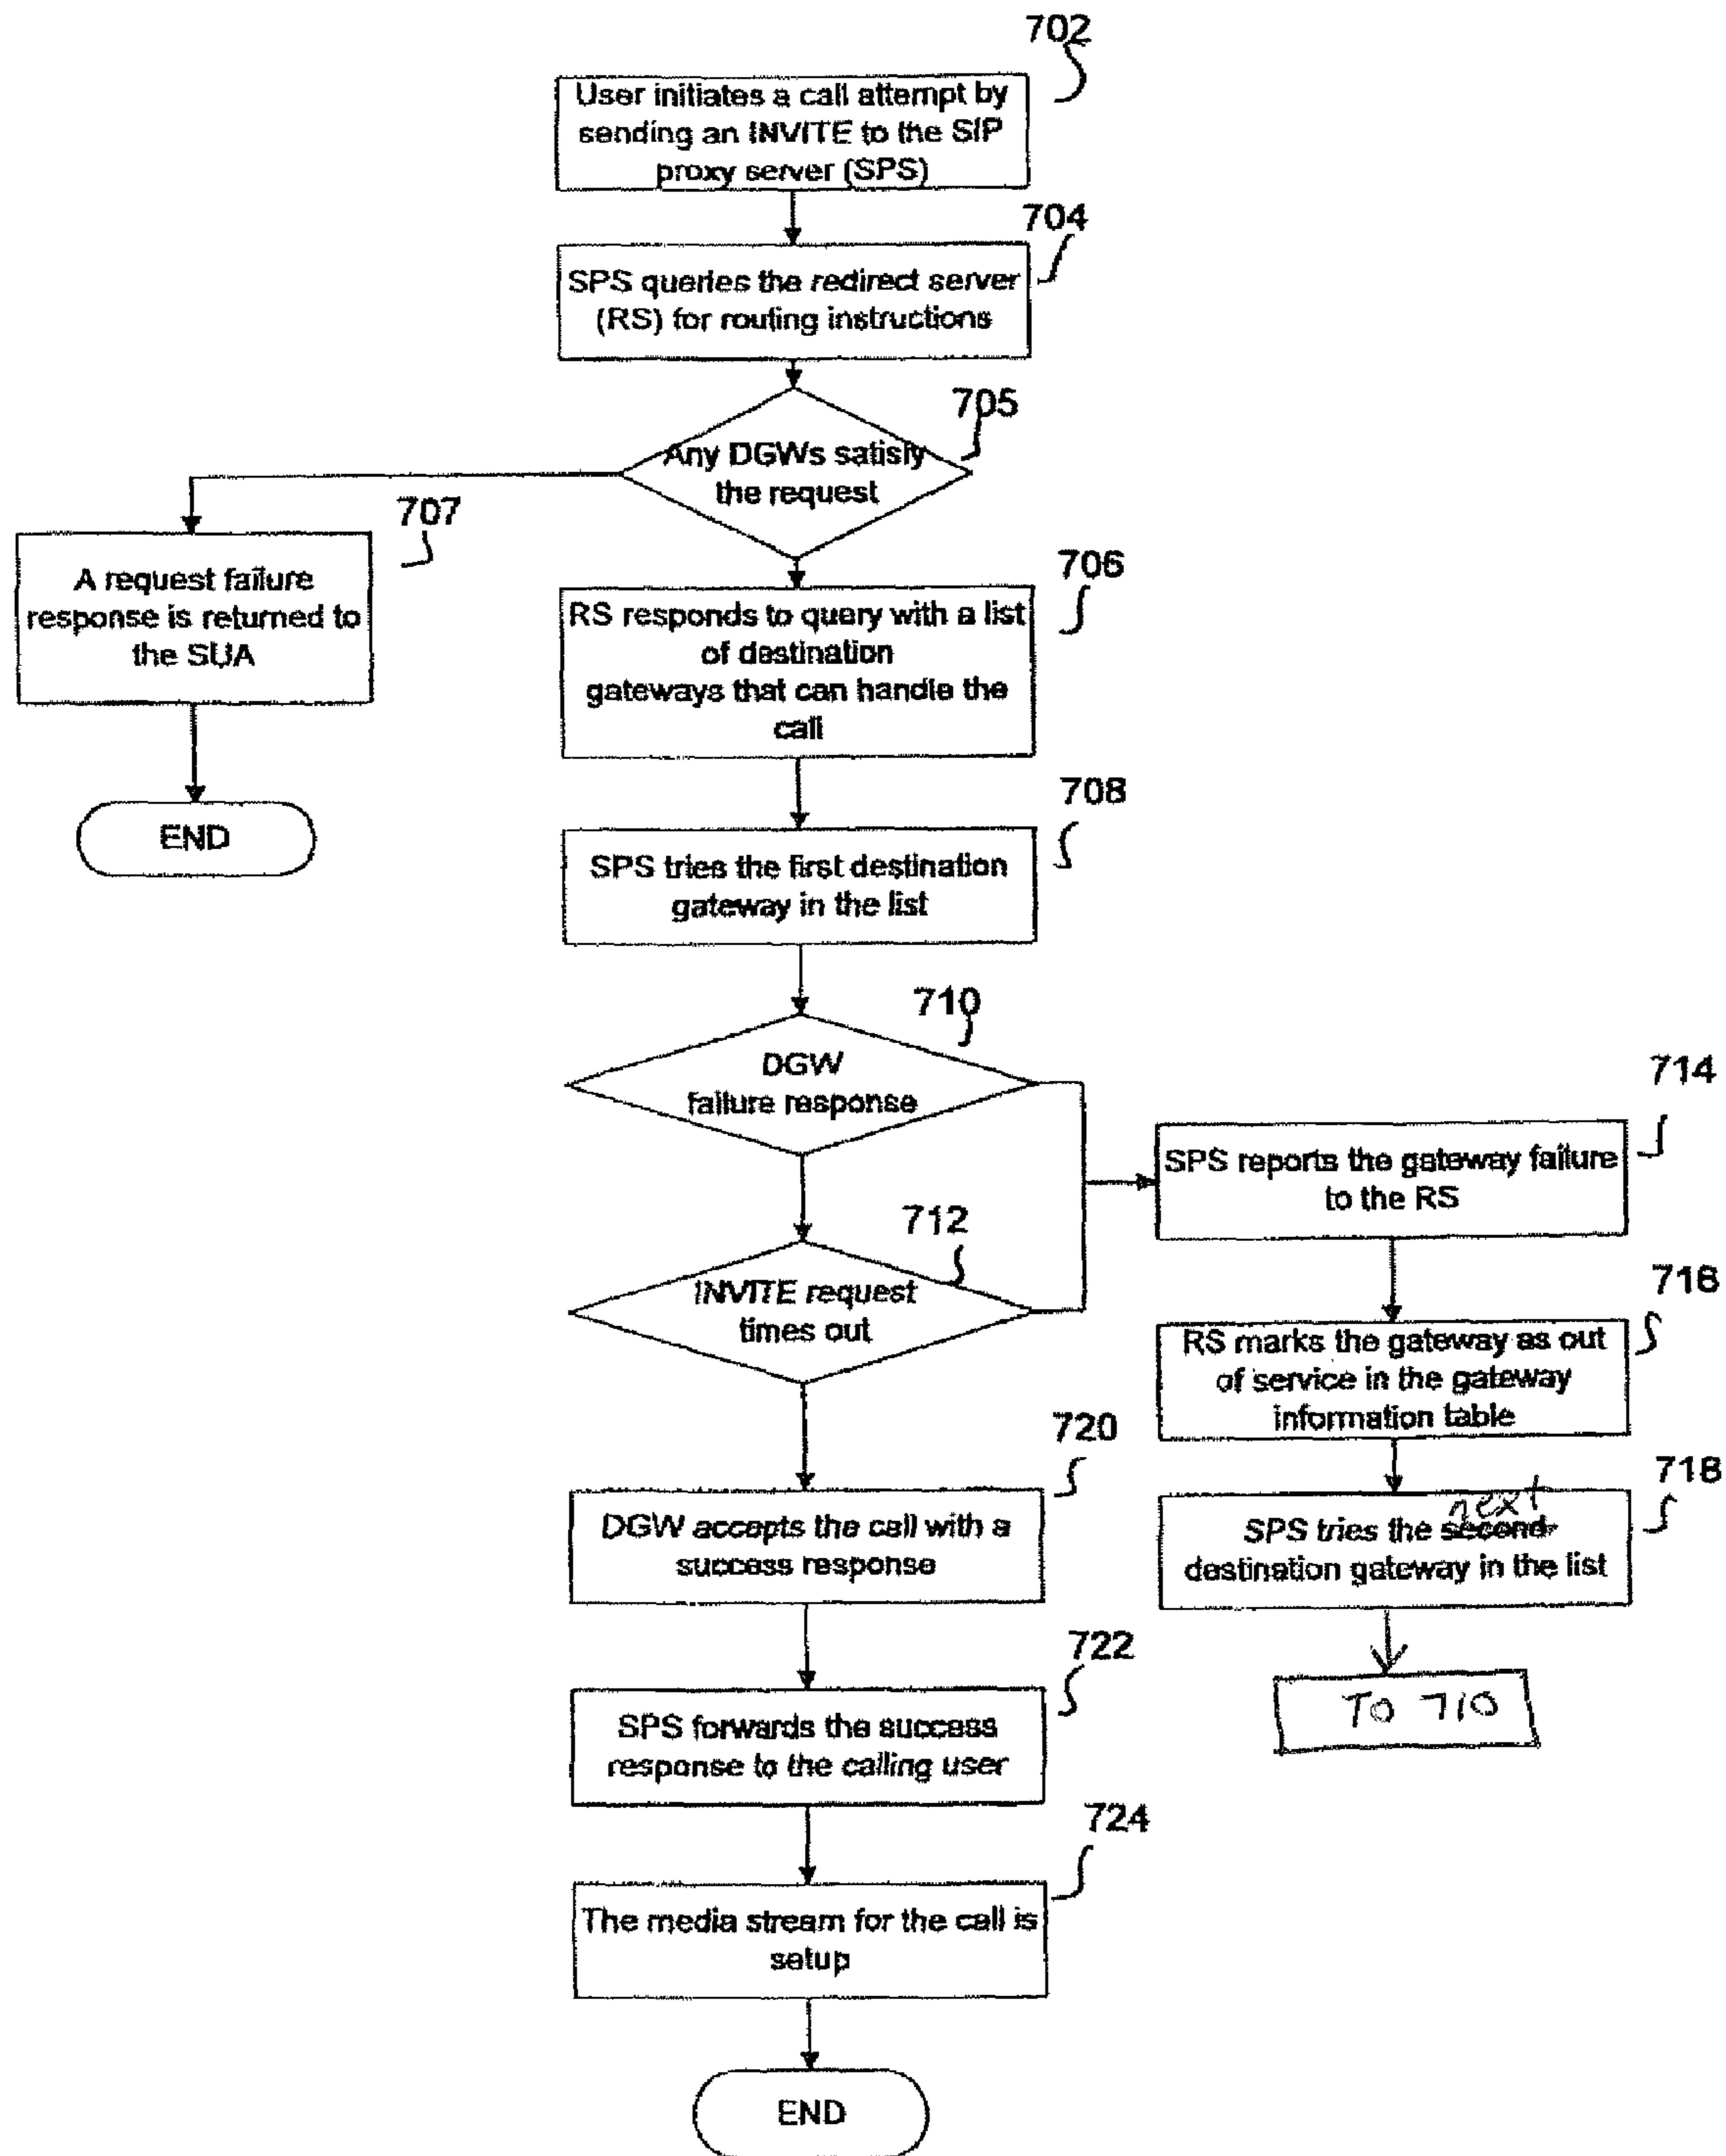 702
User initiates a call attempt by
sending an INVITE to the SIP
proxy server (SPS)
704
SPS queries the redirect server
(RS) for routing instructions
705
Any DGWs satisfy
the request
707
A request failure
response is returned to
the SUA
END
706
RS responds to query with a list
of destination
gateways that can handle the
call
708
SPS tries the first destination
gateway in the list
710
DGW
failure response
712
INVITE request
times out
714
SPS reports the gateway failure
to the RS
716
RS marks the gateway as out
of service in the gateway
information table
718
next
SPS tries the second
destination gateway in the list
TO 710
720
DGW accepts the call with a
success response
722
SPS forwards the success
response to the calling user
724
The media stream for the call is
setup
END